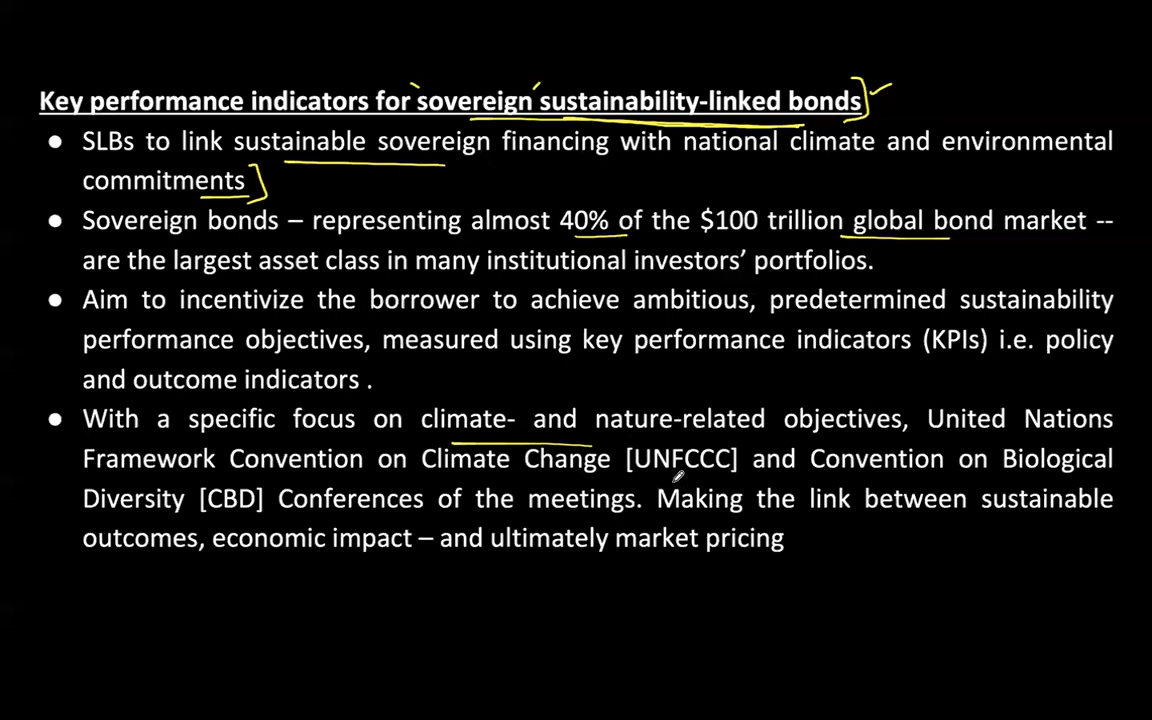 Key performance indicators for sovereign sustainability-linked bonds
● SLBs to link sustainable sovereign financing with national climate and environmental
commitments
● Sovereign bonds – representing almost 40% of the $100 trillion global bond market --
are the largest asset class in many institutional investors’ portfolios.
● Aim to incentivize the borrower to achieve ambitious, predetermined sustainability
performance objectives, measured using key performance indicators (KPIs) i.e. policy
and outcome indicators .
● With a specific focus on climate- and nature-related objectives, United Nations
Framework Convention on Climate Change [UNFCCC] and Convention on Biological
Diversity [CBD] Conferences of the meetings. Making the link between sustainable
outcomes, economic impact – and ultimately market pricing